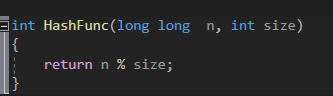 int HashFunc(long long  n, int size)
{
    return n % size;
}